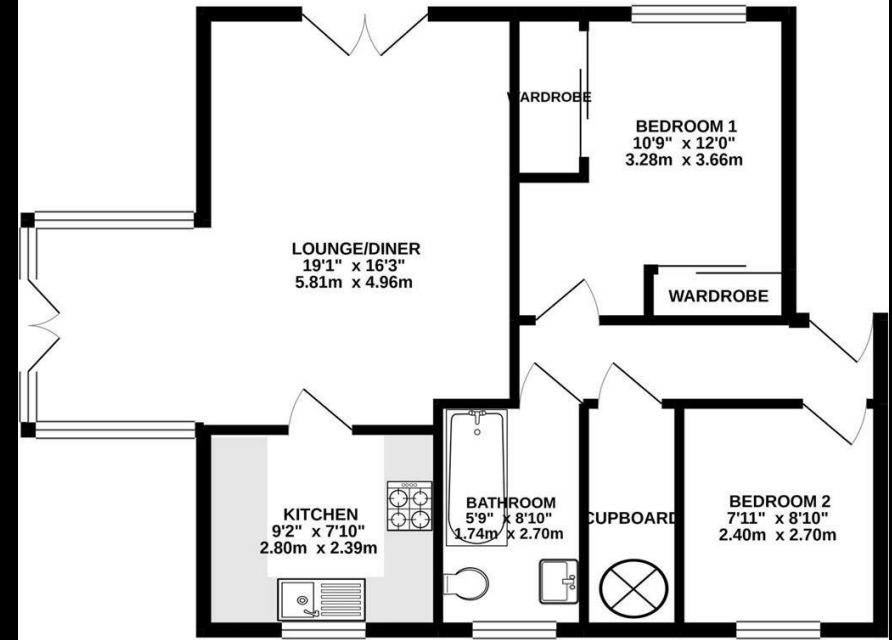 WARDROBE
BEDROOM 1
10'9" x 12'0"
3.28m x 3.66m
LOUNGE/DINER
19'1" x 16'3"
5.81m x 4.96m
WARDROBE
KITCHEN
9'2" x 7'10"
2.80m x 2.39m
BATHROOM
5'9" x 8'10"
1.74m x 2.70m
CUPBOARD
BEDROOM 2
7'11" x 8'10"
2.40m x 2.70m